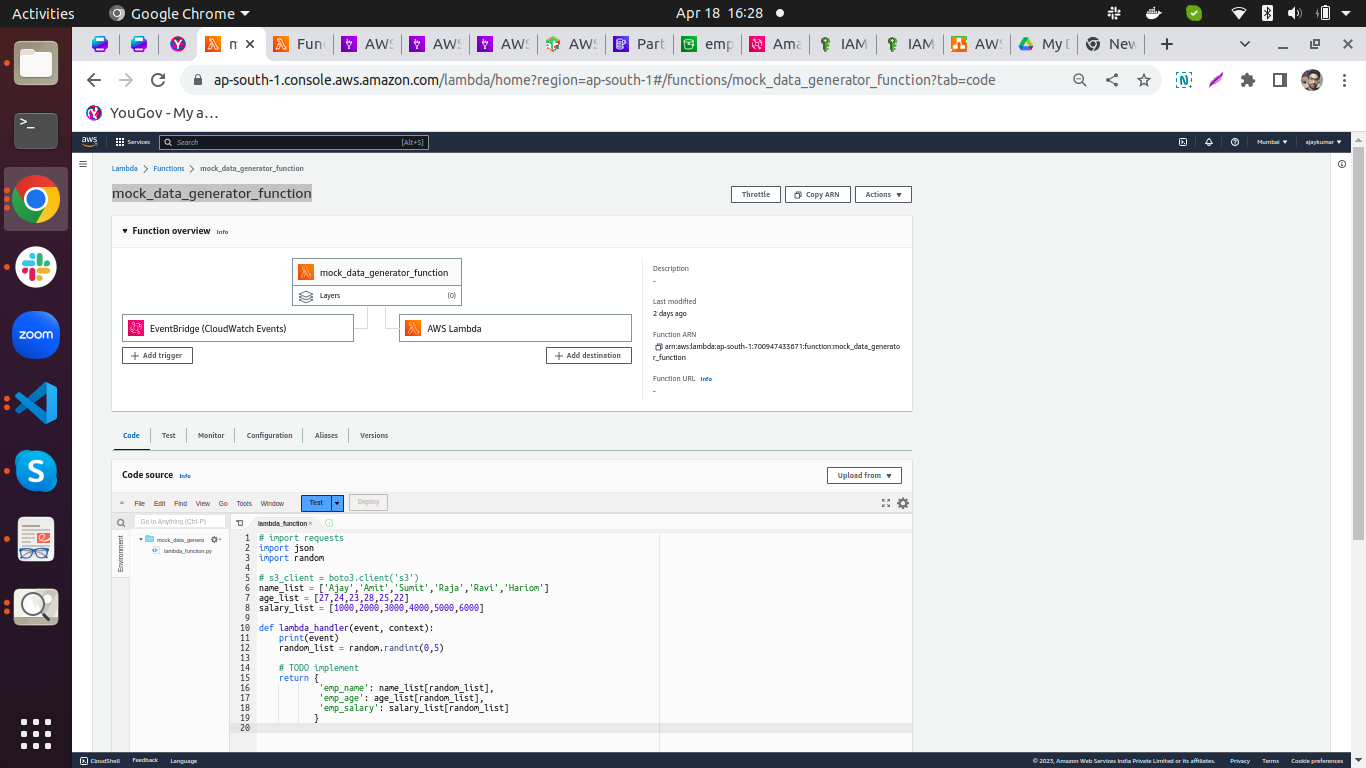 Activities
Google Chrome
Apr 18 16:28
m
Fun
AWS
AWS
AWS
AWS
Part
emp
Ama
IAM
IAM
AWS
My D
New
ap-south-1.console.aws.amazon.com/lambda/home?region=ap-south-1#/functions/mock_data_generator_function?tab=code
YouGov - My a…
aws
Services
Search
[Alt+S]
Mumbai
ajaykumar
Lambda
Functions
mock_data_generator_function
mock_data_generator_function
Throttle
Copy ARN
Actions
Function overview Info
mock_data_generator_function
Layers (0)
EventBridge (CloudWatch Events)
AWS Lambda
+ Add trigger
+ Add destination
Description
-
Last modified
2 days ago
Function ARN
arn:aws:lambda:ap-south-1:700947433671:function:mock_data_generato
r_function
Function URL Info
-
Code
Test
Monitor
Configuration
Aliases
Versions
Code source Info
Upload from
File Edit Find View Go Tools Window
Test
Deploy
Go to Anything (Ctrl-P)
lambda_function ×
Environment
mock_data_genera
lambda_function.py
1 # import requests
2 import json
3 import random
4
5 # s3_client = boto3.client('s3')
6 name_list = ['Ajay','Amit','Sumit','Raja','Ravi','Hariom']
7 age_list = [27,24,23,28,25,22]
8 salary_list = [1000,2000,3000,4000,5000,6000]
9
10 def lambda_handler(event, context):
11 print(event)
12 random_list = random.randint(0,5)
13
14 # TODO implement
15 return {
16 'emp_name': name_list[random_list],
17 'emp_age': age_list[random_list],
18 'emp_salary': salary_list[random_list]
19 }
20
zoom
CloudShell
Feedback
Language
© 2023, Amazon Web Services India Private Limited or its affiliates.
Privacy
Terms
Cookie preferences